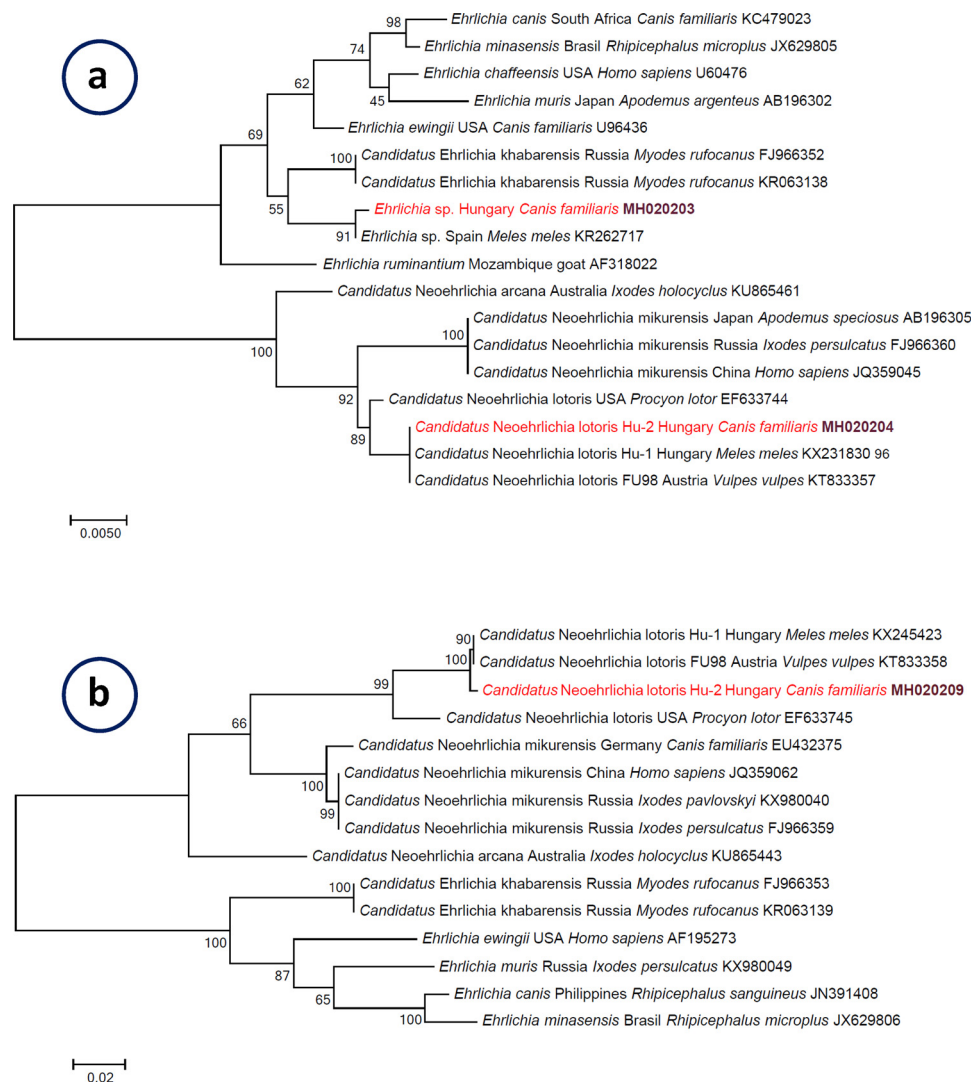 a
98
Ehrlichia canis South Africa Canis familiaris KC479023
Ehrlichia minasensis Brasil Rhipicephalus microplus JX629805
74
Ehrlichia chaffeensis USA Homo sapiens U60476
62
45
Ehrlichia muris Japan Apodemus argenteus AB196302
69
Ehrlichia ewingii USA Canis familiaris U96436
100
Candidatus Ehrlichia khabarensis Russia Myodes rufocanus FJ966352
Candidatus Ehrlichia khabarensis Russia Myodes rufocanus KR063138
55
Ehrlichia sp. Hungary Canis familiaris MH020203
91
Ehrlichia sp. Spain Meles meles KR262717
Ehrlichia ruminantium Mozambique goat AF318022
Candidatus Neoehrlichia arcana Australia Ixodes holocyclus KU865461
100
Candidatus Neoehrlichia mikurensis Japan Apodemus speciosus AB196305
100
Candidatus Neoehrlichia mikurensis Russia Ixodes persulcatus FJ966360
Candidatus Neoehrlichia mikurensis China Homo sapiens JQ359045
92
Candidatus Neoehrlichia lotoris USA Procyon lotor EF633744
89
Candidatus Neoehrlichia lotoris Hu-2 Hungary Canis familiaris MH020204
Candidatus Neoehrlichia lotoris Hu-1 Hungary Meles meles KX231830 96
Candidatus Neoehrlichia lotoris FU98 Austria Vulpes vulpes KT833357
0.0050
b
90
Candidatus Neoehrlichia lotoris Hu-1 Hungary Meles meles KX245423
100
Candidatus Neoehrlichia lotoris FU98 Austria Vulpes vulpes KT833358
99
Candidatus Neoehrlichia lotoris Hu-2 Hungary Canis familiaris MH020209
66
Candidatus Neoehrlichia lotoris USA Procyon lotor EF633745
Candidatus Neoehrlichia mikurensis Germany Canis familiaris EU432375
100
Candidatus Neoehrlichia mikurensis China Homo sapiens JQ359062
99
Candidatus Neoehrlichia mikurensis Russia Ixodes pavlovskyi KX980040
Candidatus Neoehrlichia mikurensis Russia Ixodes persulcatus FJ966359
Candidatus Neoehrlichia arcana Australia Ixodes holocyclus KU865443
100
Candidatus Ehrlichia khabarensis Russia Myodes rufocanus FJ966353
Candidatus Ehrlichia khabarensis Russia Myodes rufocanus KR063139
100
Ehrlichia ewingii USA Homo sapiens AF195273
87
Ehrlichia muris Russia Ixodes persulcatus KX980049
65
Ehrlichia canis Philippines Rhipicephalus sanguineus JN391408
100
Ehrlichia minasensis Brasil Rhipicephalus microplus JX629806
0.02